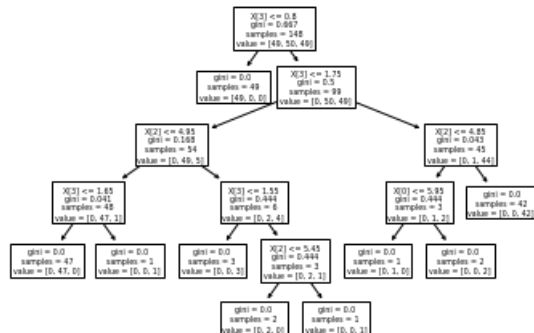 X[3] <= 0.8
gini = 0.667
samples = 148
value = [49, 50, 49]
gini = 0.0
samples = 49
value = [49, 0, 0]
X[3] <= 1.75
gini = 0.5
samples = 99
value = [0, 50, 49]
X[2] <= 4.95
gini = 0.168
samples = 54
value = [0, 49, 5]
X[2] <= 4.85
gini = 0.043
samples = 45
value = [0, 1, 44]
X[3] <= 1.65
gini = 0.041
samples = 48
value = [0, 47, 1]
X[3] <= 1.55
gini = 0.444
samples = 6
value = [0, 2, 4]
X[0] <= 5.95
gini = 0.444
samples = 3
value = [0, 1, 2]
gini = 0.0
samples = 42
value = [0, 0, 42]
gini = 0.0
samples = 47
value = [0, 47, 0]
gini = 0.0
samples = 1
value = [0, 0, 1]
gini = 0.0
samples = 3
value = [0, 0, 3]
X[2] <= 5.45
gini = 0.444
samples = 3
value = [0, 2, 1]
gini = 0.0
samples = 1
value = [0, 1, 0]
gini = 0.0
samples = 2
value = [0, 0, 2]
gini = 0.0
samples = 2
value = [0, 2, 0]
gini = 0.0
samples = 1
value = [0, 0, 1]